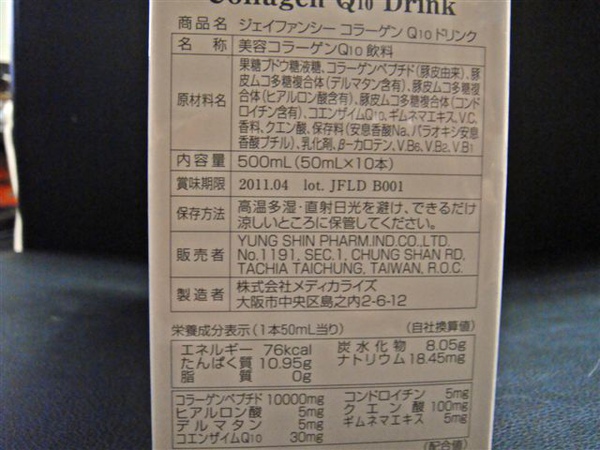 Collagen Q10 Drink
商品名 ジェイファンシー コラーゲン Q10 ドリンク
名 称 美容コラーゲンQ10 飲料
原材料名 果糖ブドウ糖液糖、コラーゲンペプチド(豚皮由来)、豚
皮ムコ多糖複合体(デルマタン含有)、豚皮ムコ多糖複
合体(ヒアルロン酸含有)、豚皮ムコ多糖複合体(コンド
ロイチン含有)、コエンザイムQ10、ギムネマエキス、V.C、
香料、クエン酸、保存料(安息香酸Na、パラオキシ安息
香酸ブチル)、乳化剤、β-カロテン、V.B6、V.B2、V.B1
内容量 500mL(50mL×10本)
賞味期限 2011.04 lot. JFLD B001
保存方法 高温多湿・直射日光を避け、できるだけ
涼しいところに保管してください。
販売者 YUNG SHIN PHARM.IND.CO.,LTD.
No.1191, SEC.1, CHUNG SHAN RD,
TACHIA TAICHUNG, TAIWAN, R.O.C.
製造者 株式会社メディカライズ
大阪市中央区島之内2-6-12
栄養成分表示(1本50mL当り) (自社換算値)
エネルギー 76kcal 炭水化物 8.05g
たんぱく質 10.95g ナトリウム 18.45mg
脂質 0g
コラーゲンペプチド 10000mg コンドロイチン 5mg
ヒアルロン酸 5mg クエン酸 100mg
デルマタン 5mg ギムネマエキス 5mg
コエンザイムQ10 30mg
(配合値)